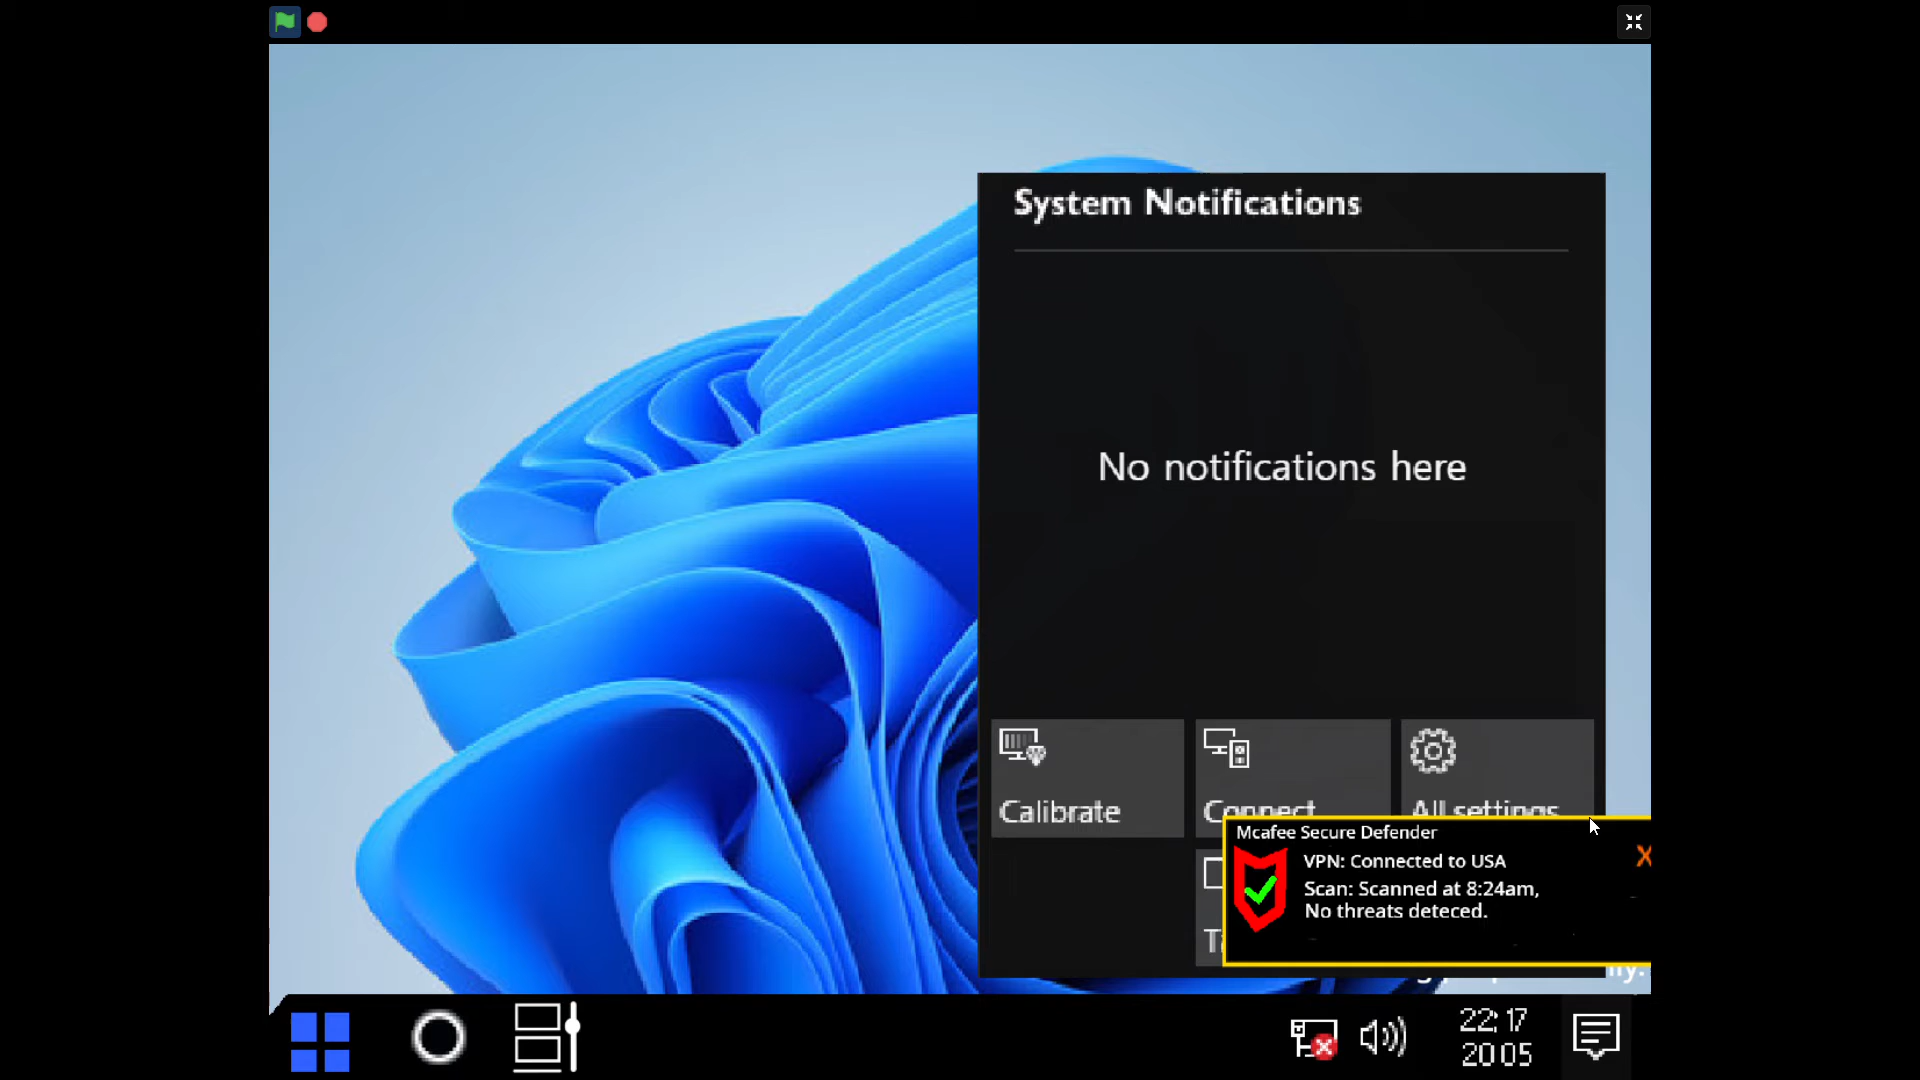 System Notifications
No notifications here
Calibrate
Connect
All settings
Mcafee Secure Defender
X
VPN: Connected to USA
Scan: Scanned at 8:24am,
No threats deteced.
22:17
2005